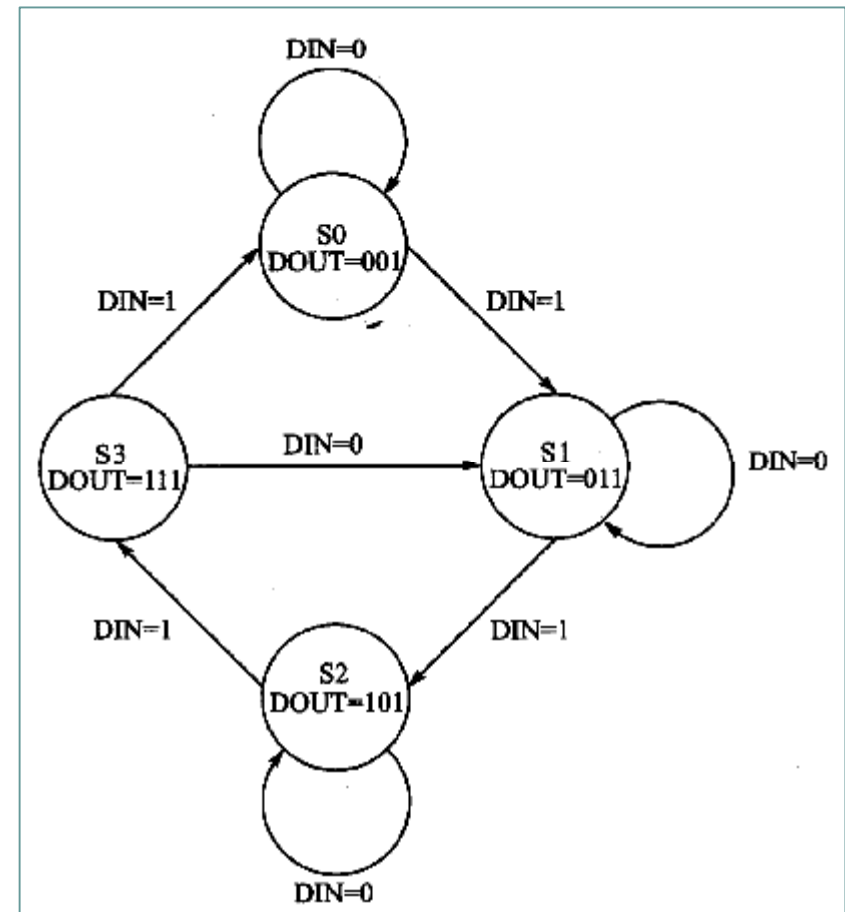 DIN=0
S0
DOUT=001
DIN=1
DIN=1
S3
DOUT=111
DIN=0
S1
DOUT=011
DIN=0
DIN=1
DIN=1
S2
DOUT=101
DIN=0